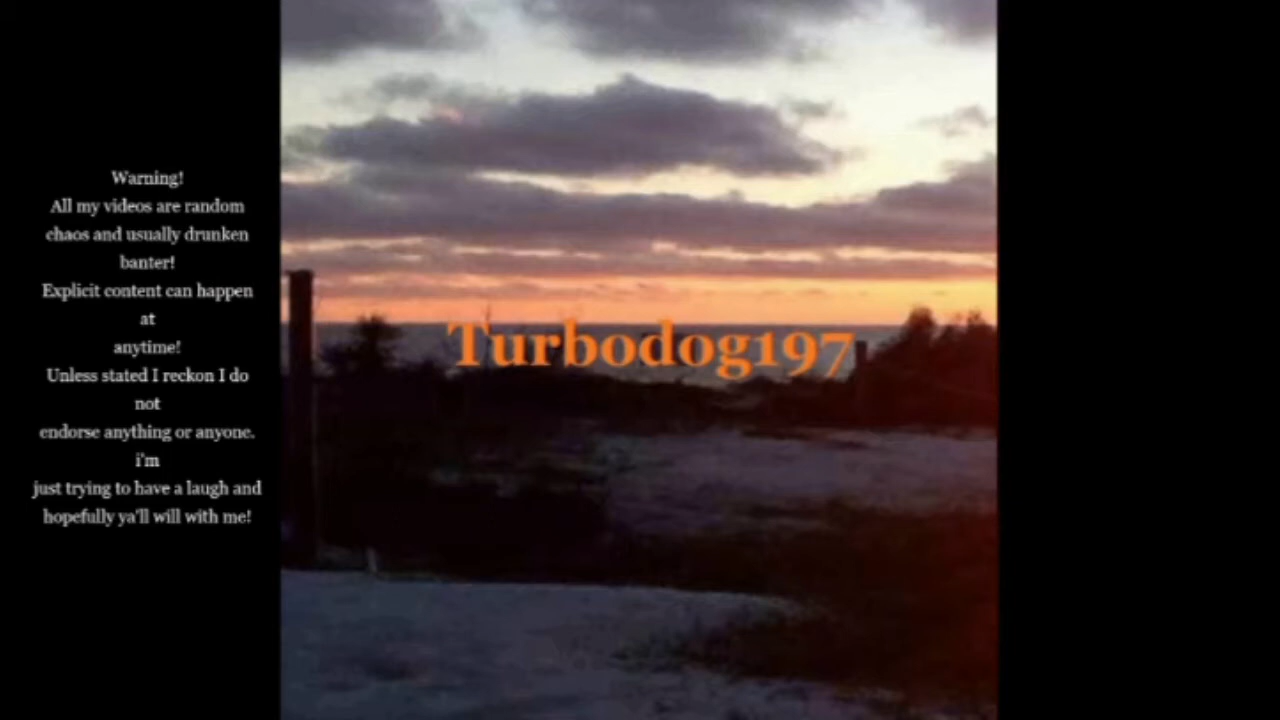 Warning!
All my videos are random
chaos and usually drunken
banter!
Explicit content can happen
at
anytime!
Unless stated I reckon I do
not
endorse anything or anyone.
i'm
just trying to have a laugh and
hopefully ya'll will with me!
Turbodog197